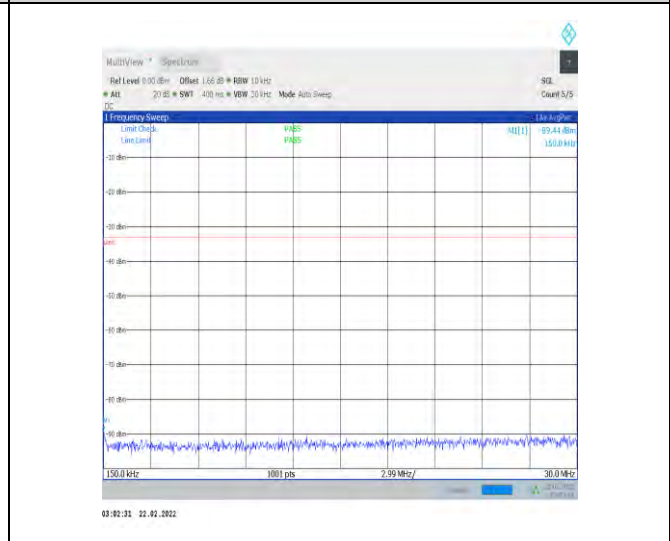 MultiView Spectrum
Ref Level 0.00 dBm Offset 1.66 dB RBW 10 kHz SGL
Att 20 dB SWT 400 ms VBW 30 kHz Mode Auto Sweep Count 5/5
DC
1 Frequency Sweep 1Av AvgPwr
Limit Check PASS M1[1] -89.44 dBm
Line Limit PASS 150.0 kHz
-10 dBm
-20 dBm
-30 dBm
-40 dBm
-50 dBm
-60 dBm
-70 dBm
-80 dBm
-90 dBm
150.0 kHz 1001 pts 2.99 MHz/ 30.0 MHz
03:02:31 22.02.2022